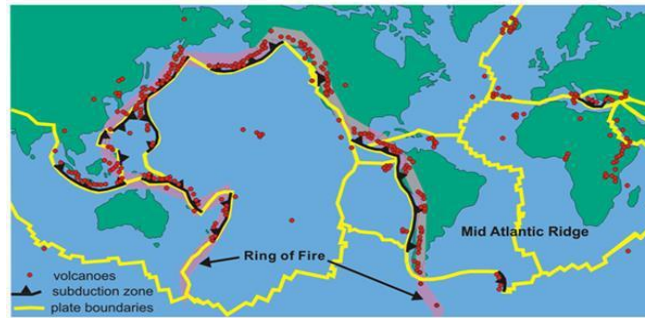 Mid Atlantic Ridge
Ring of Fire
volcanoes
subduction zone
plate boundaries